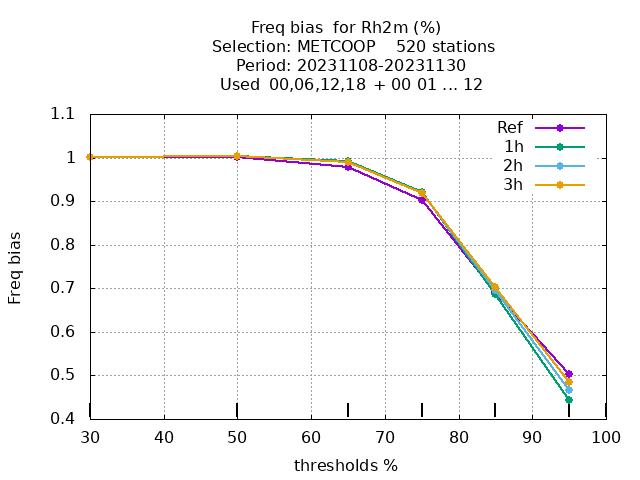 Freq bias  for Rh2m (%)
Selection: METCOOP    520 stations
Period: 20231108-20231130
Used  00,06,12,18  + 00 01 ... 12
1.1
1
0.9
0.8
0.7
0.6
0.5
0.4
Freq bias
Ref
1h
2h
3h
30 40 50 60 70 80 90 100
thresholds %